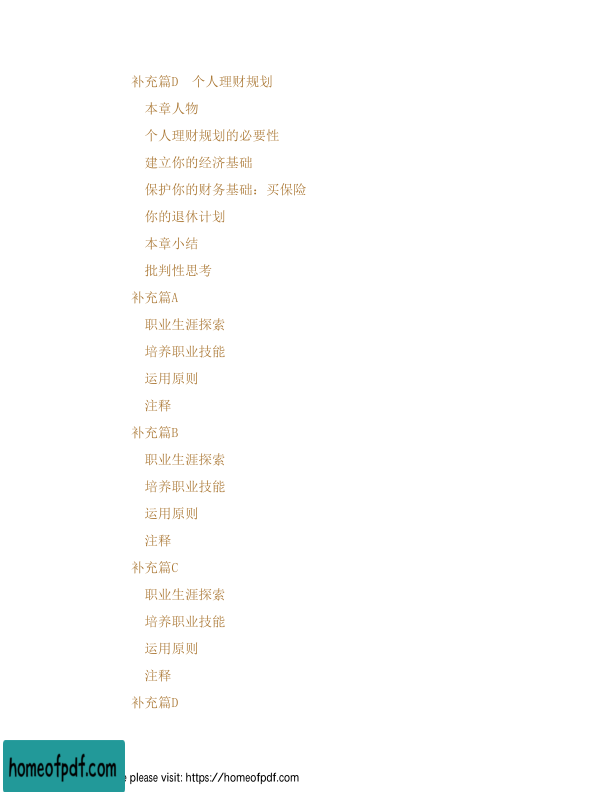 补充篇D 个人理财规划
本章人物
个人理财规划的必要性
建立你的经济基础
保护你的财务基础：买保险
你的退休计划
本章小结
批判性思考
补充篇A
职业生涯探索
培养职业技能
运用原则
注释
补充篇B
职业生涯探索
培养职业技能
运用原则
注释
补充篇C
职业生涯探索
培养职业技能
运用原则
注释
补充篇D
homeofpdf.com
e please visit: https://homeofpdf.com